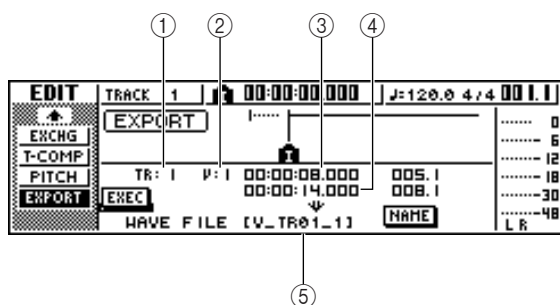 ① ② ③ ④
EDIT TRACK 1 00:00:00.000 ♩=120.0 4/4 001.1
EXPORT
EXCHG
T-COMP
PITCH
EXPORT
TR: 1 V:1 00:00:08.000 005.1
EXEC 00:00:14.000 008.1
WAVE FILE [V_TR01_1] NAME
0
6
12
18
30
48
L R
⑤